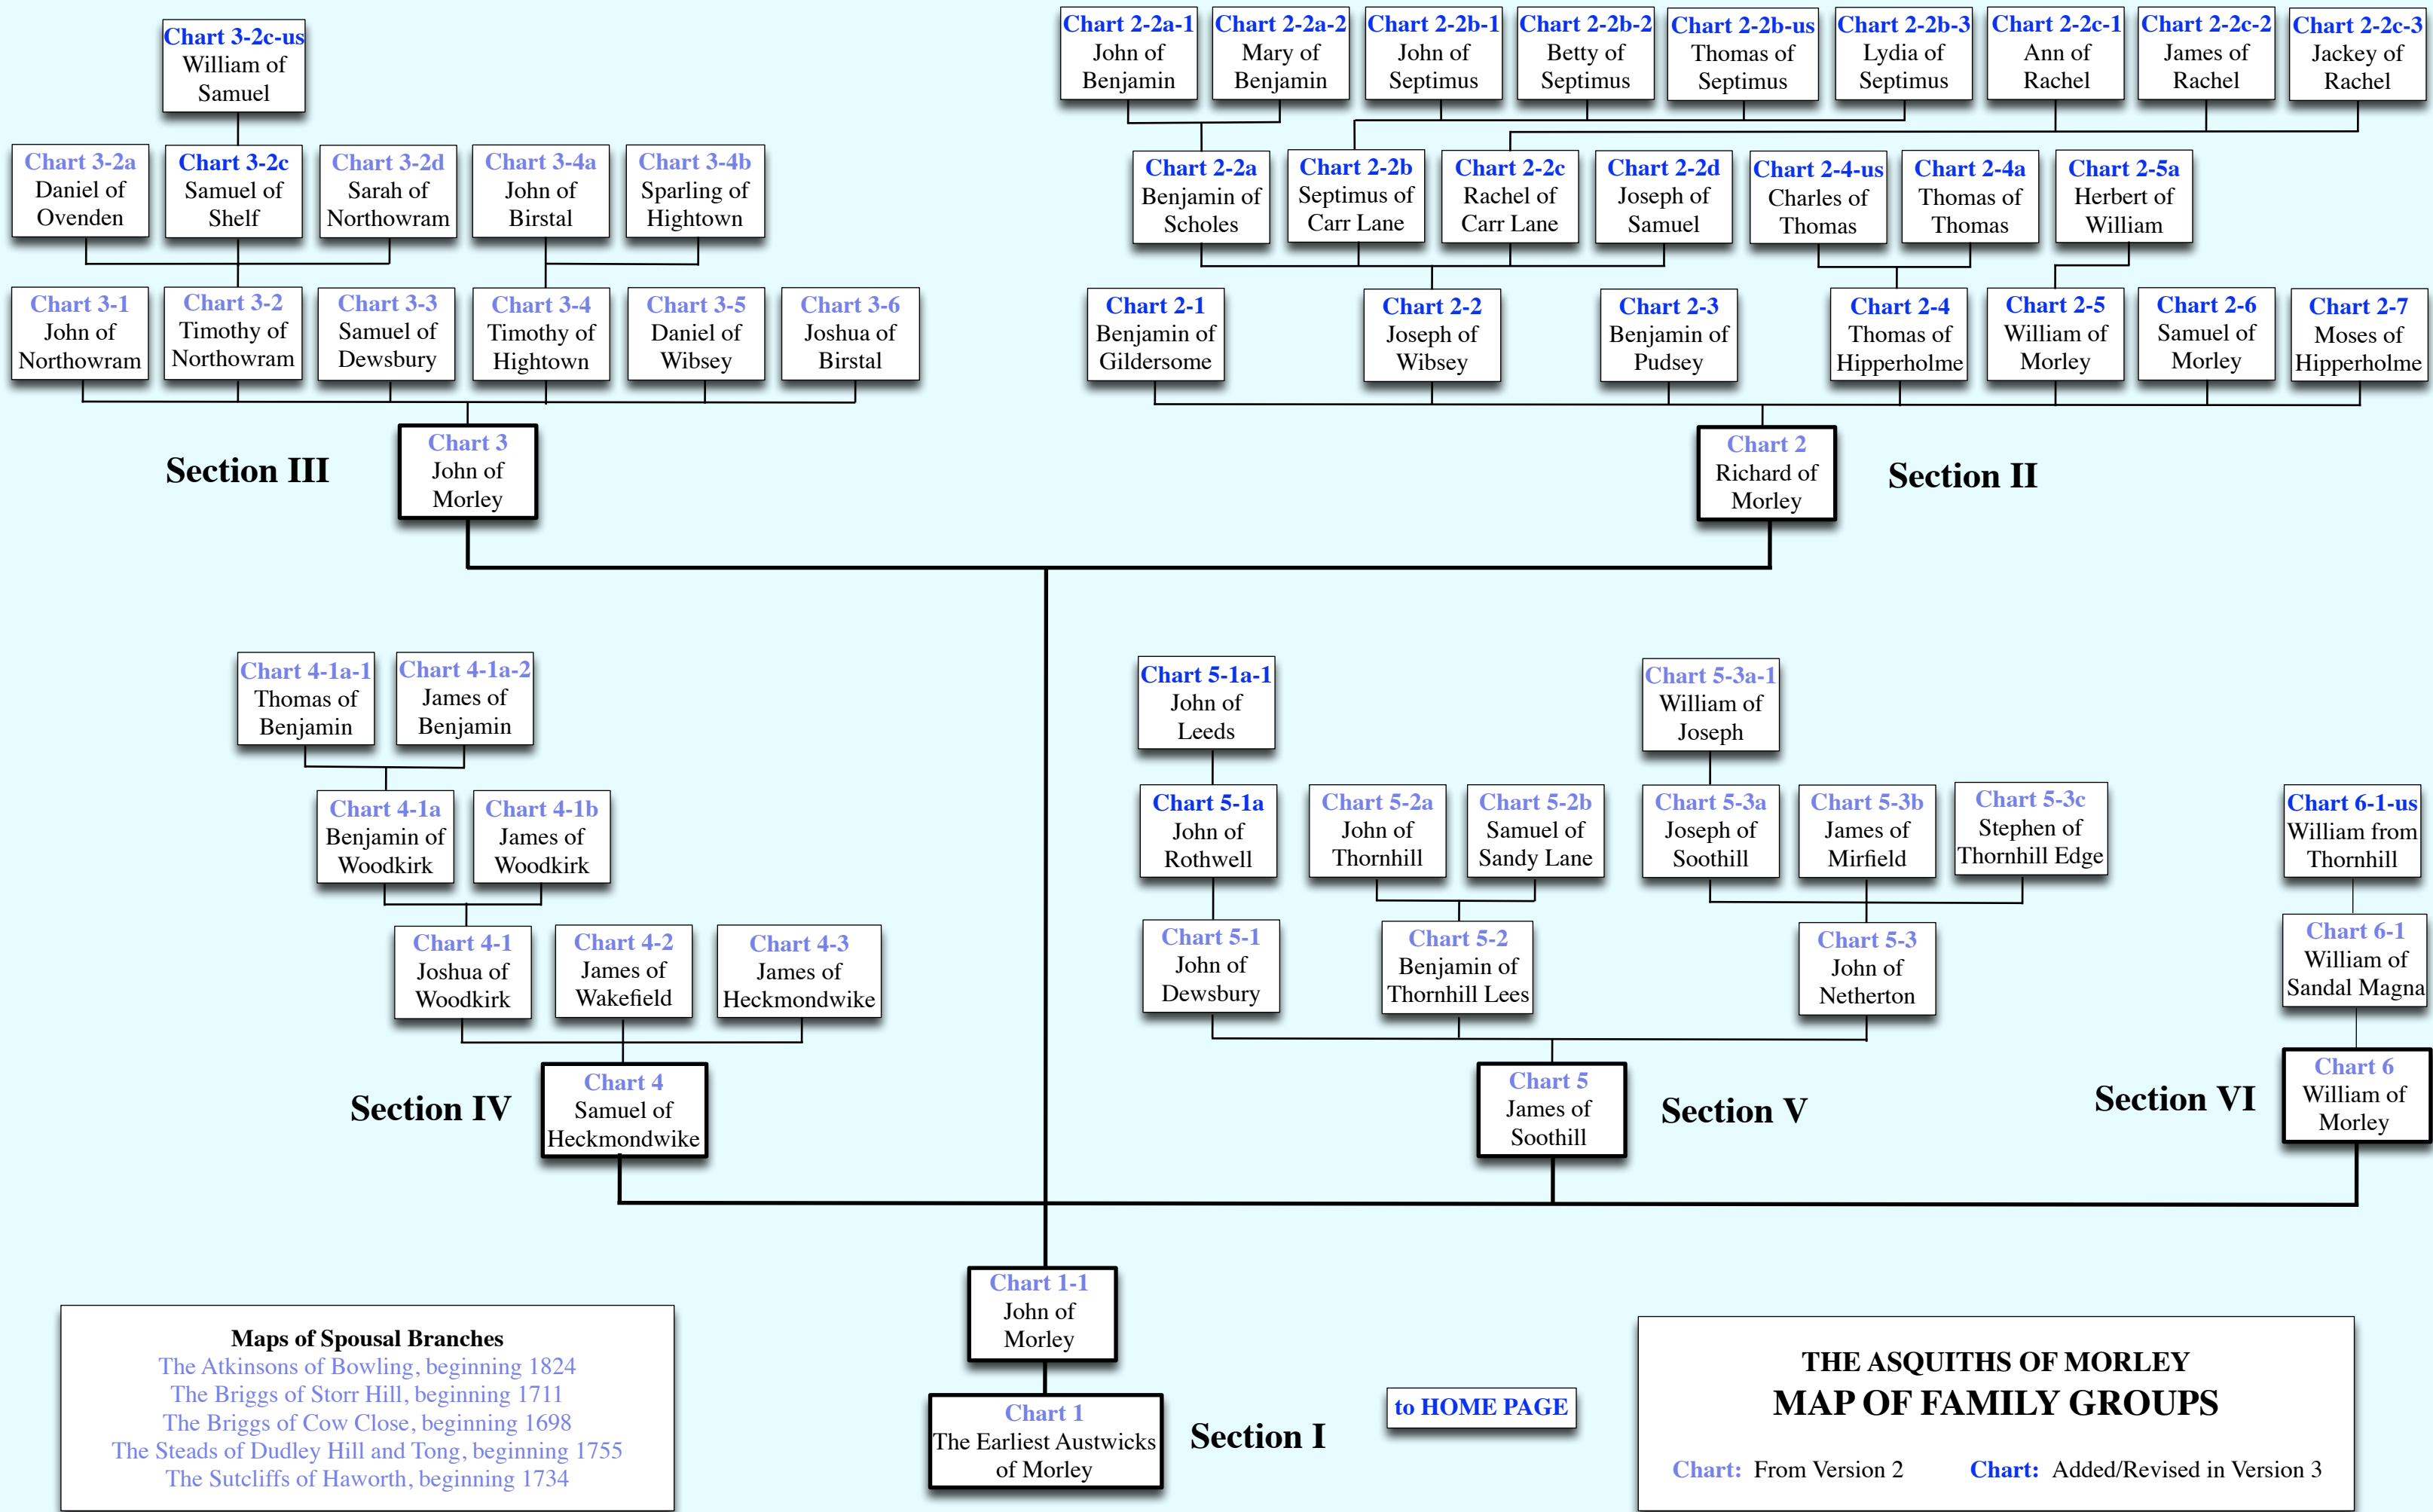 Chart 3-2c-us
William of
Samuel
Chart 2-2a-1
John of
Benjamin
Chart 2-2a-2
Mary of
Benjamin
Chart 2-2b-1
John of
Septimus
Chart 2-2b-2
Betty of
Septimus
Chart 2-2b-us
Thomas of
Septimus
Chart 2-2b-3
Lydia of
Septimus
Chart 2-2c-1
Ann of
Rachel
Chart 2-2c-2
James of
Rachel
Chart 2-2c-3
Jackey of
Rachel
Chart 3-2a
Daniel of
Ovenden
Chart 3-2c
Samuel of
Shelf
Chart 3-2d
Sarah of
Northowram
Chart 3-4a
John of
Birstal
Chart 3-4b
Sparling of
Hightown
Chart 2-2a
Benjamin of
Scholes
Chart 2-2b
Septimus of
Carr Lane
Chart 2-2c
Rachel of
Carr Lane
Chart 2-2d
Joseph of
Samuel
Chart 2-4-us
Charles of
Thomas
Chart 2-4a
Thomas of
Thomas
Chart 2-5a
Herbert of
William
Chart 3-1
John of
Northowram
Chart 3-2
Timothy of
Northowram
Chart 3-3
Samuel of
Dewsbury
Chart 3-4
Timothy of
Hightown
Chart 3-5
Daniel of
Wibsey
Chart 3-6
Joshua of
Birstal
Chart 2-1
Benjamin of
Gildersome
Chart 2-2
Joseph of
Wibsey
Chart 2-3
Benjamin of
Pudsey
Chart 2-4
Thomas of
Hipperholme
Chart 2-5
William of
Morley
Chart 2-6
Samuel of
Morley
Chart 2-7
Moses of
Hipperholme
Section III
Chart 3
John of
Morley
Chart 2
Richard of
Morley
Section II
Chart 4-1a-1
Thomas of
Benjamin
Chart 4-1a-2
James of
Benjamin
Chart 5-1a-1
John of
Leeds
Chart 5-3a-1
William of
Joseph
Chart 4-1a
Benjamin of
Woodkirk
Chart 4-1b
James of
Woodkirk
Chart 5-1a
John of
Rothwell
Chart 5-2a
John of
Thornhill
Chart 5-2b
Samuel of
Sandy Lane
Chart 5-3a
Joseph of
Soothill
Chart 5-3b
James of
Mirfield
Chart 5-3c
Stephen of
Thornhill Edge
Chart 6-1-us
William from
Thornhill
Chart 4-1
Joshua of
Woodkirk
Chart 4-2
James of
Wakefield
Chart 4-3
James of
Heckmondwike
Chart 5-1
John of
Dewsbury
Chart 5-2
Benjamin of
Thornhill Lees
Chart 5-3
John of
Netherton
Chart 6-1
William of
Sandal Magna
Section IV
Chart 4
Samuel of
Heckmondwike
Chart 5
James of
Soothill
Section V
Section VI
Chart 6
William of
Morley
Chart 1-1
John of
Morley
Chart 1
The Earliest Austwicks
of Morley
Section I
to HOME PAGE
Maps of Spousal Branches
The Atkinsons of Bowling, beginning 1824
The Briggs of Storr Hill, beginning 1711
The Briggs of Cow Close, beginning 1698
The Steads of Dudley Hill and Tong, beginning 1755
The Sutcliffs of Haworth, beginning 1734
THE ASQUITHS OF MORLEY
MAP OF FAMILY GROUPS
Chart: From Version 2 Chart: Added/Revised in Version 3